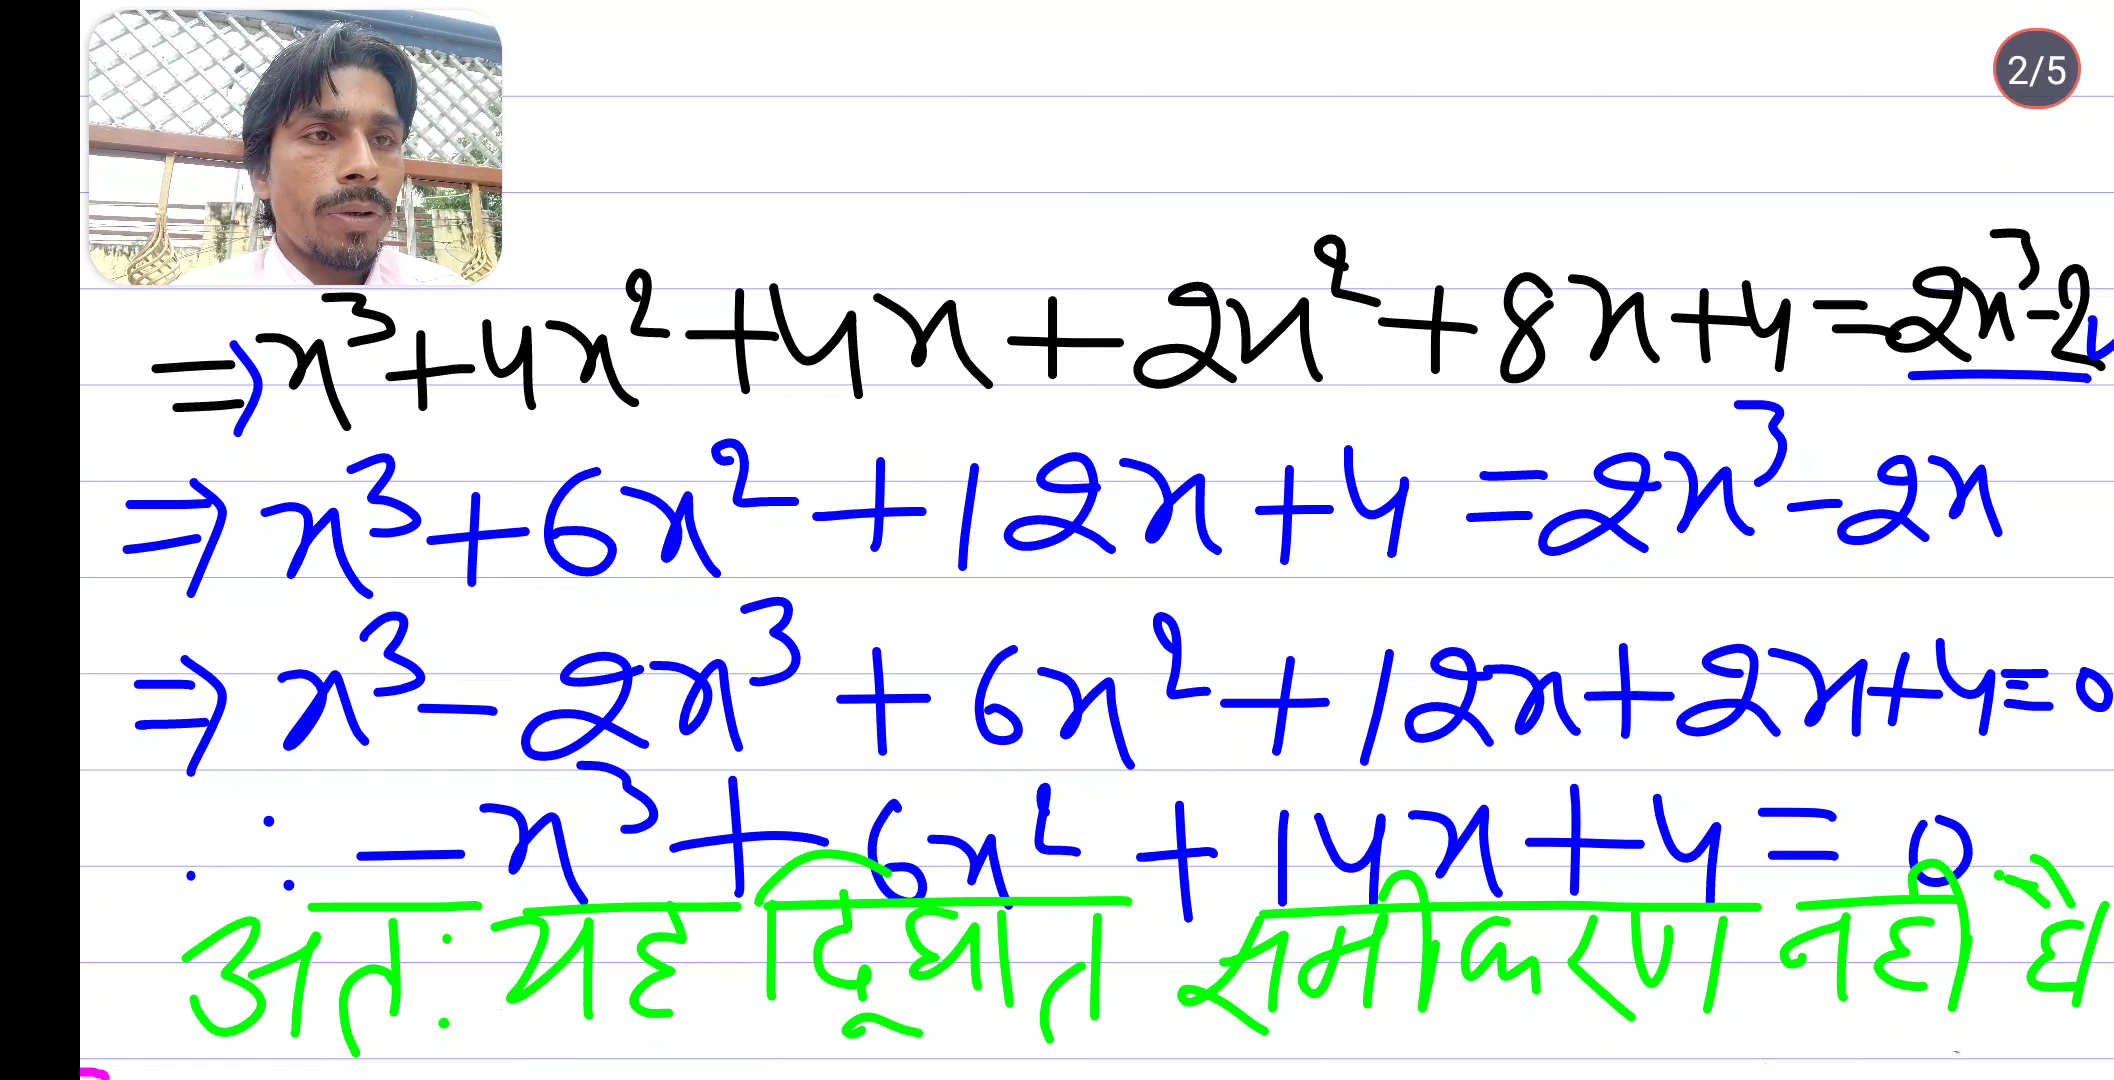 2/5
⇒ x³ + 4x² + 4x + 2x² + 8x + 4 = 2x³ - 2
⇒ x³ + 6x² + 12x + 4 = 2x³ - 2x
⇒ x³ - 2x³ + 6x² + 12x + 2x + 4 = 0
∴ - x³ + 6x² + 14x + 4 = 0
अतः यह द्विघात समीकरण नही है